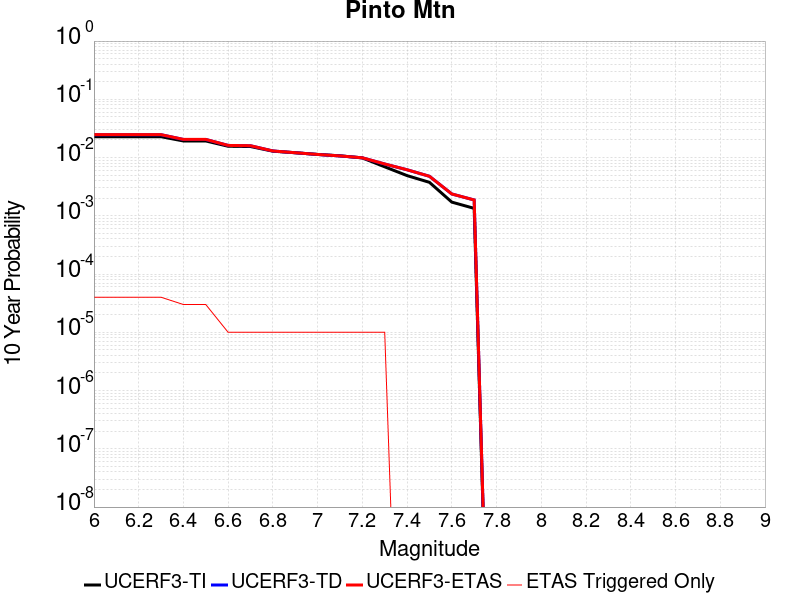 Pinto Mtn
10 Year Probability
10^0
10^-1
10^-2
10^-3
10^-4
10^-5
10^-6
10^-7
10^-8
6 6.2 6.4 6.6 6.8 7 7.2 7.4 7.6 7.8 8 8.2 8.4 8.6 8.8 9
Magnitude
UCERF3-TI UCERF3-TD UCERF3-ETAS ETAS Triggered Only